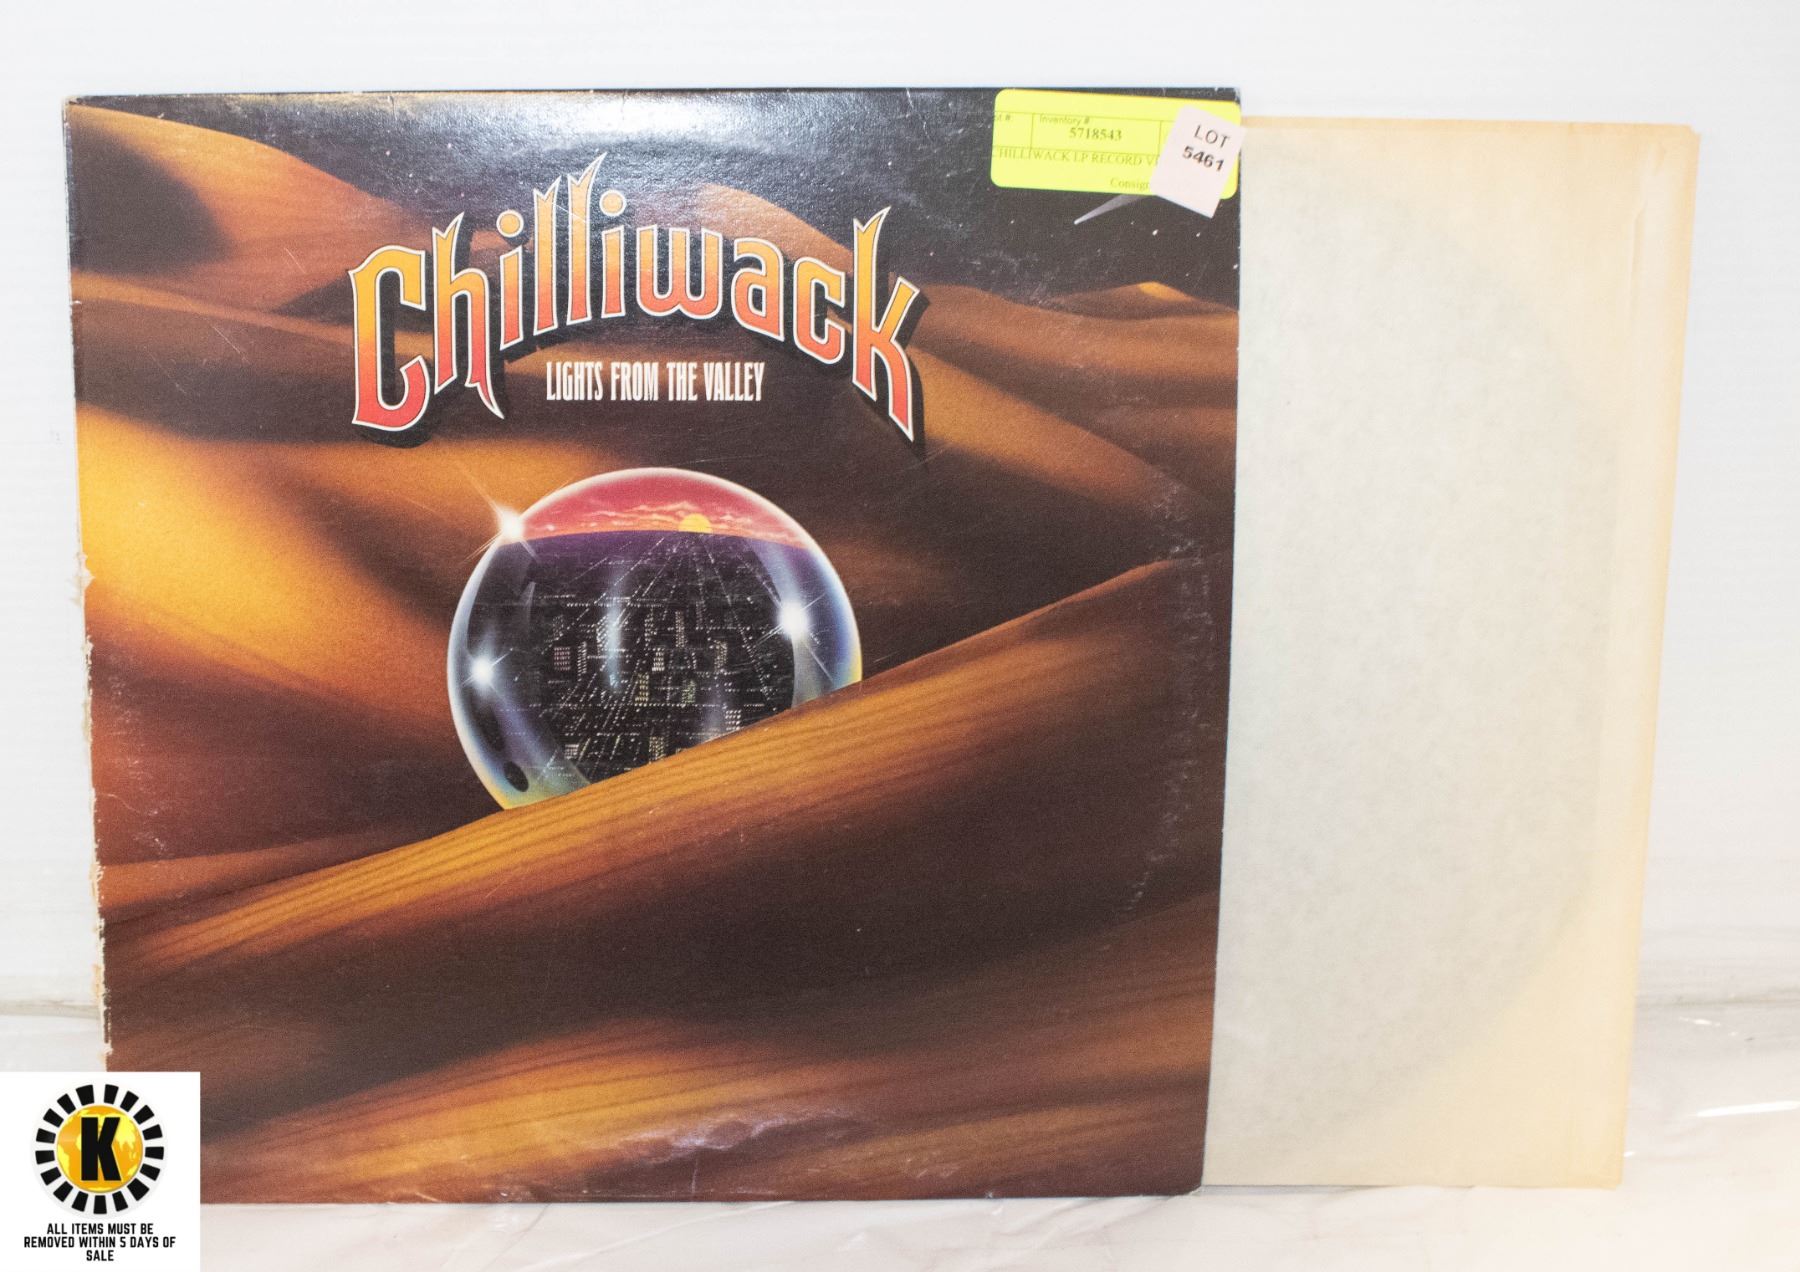 Chilliwack
LIGHTS FROM THE VALLEY
Inventory #:
5718543
CHILLIWACK LP RECORD
LOT
5461
K
ALL ITEMS MUST BE
REMOVED WITHIN 5 DAYS OF
SALE